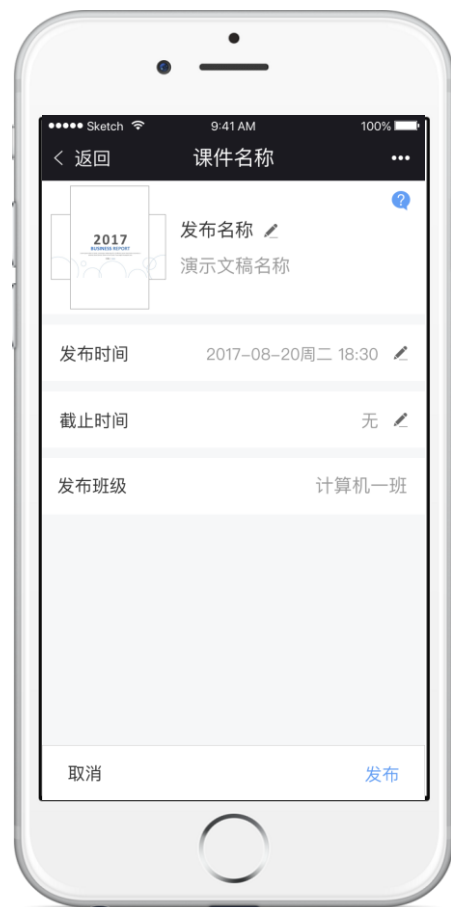 Sketch 9:41 AM 100%
返回 课件名称
2017
BUSINESS REPORT
发布名称
演示文稿名称
发布时间 2017-08-20周二 18:30
截止时间 无
发布班级 计算机一班
取消 发布